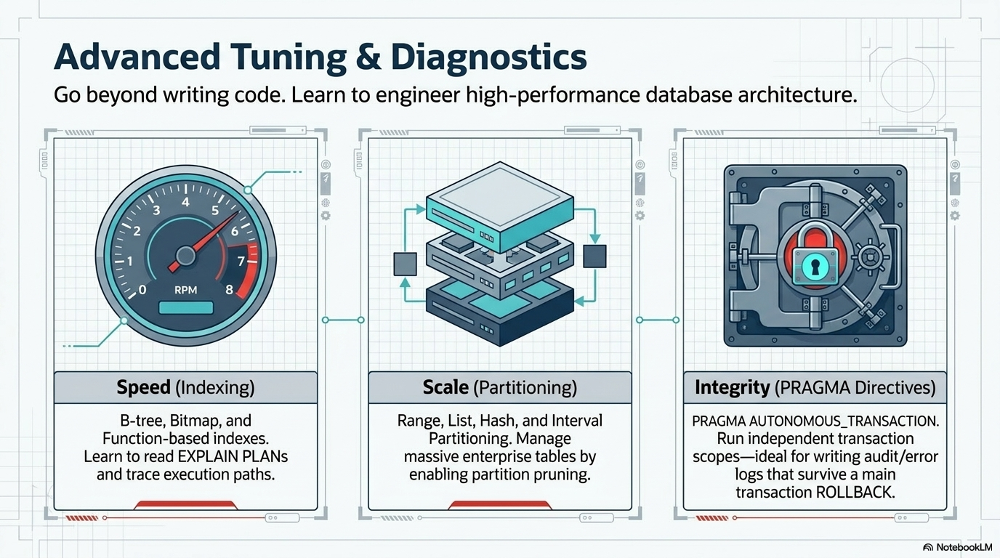 Advanced Tuning & Diagnostics
Go beyond writing code. Learn to engineer high-performance database architecture.
0
1
2
3
4
5
6
7
8
RPM
Speed (Indexing)
B-tree, Bitmap, and
Function-based indexes.
Learn to read EXPLAIN PLANs
and trace execution paths.
Scale (Partitioning)
Range, List, Hash, and Interval
Partitioning. Manage
massive enterprise tables by
enabling partition pruning.
Integrity (PRAGMA Directives)
PRAGMA AUTONOMOUS_TRANSACTION.
Run independent transaction
scopes—ideal for writing audit/error
logs that survive a main
transaction ROLLBACK.
NotebookLM